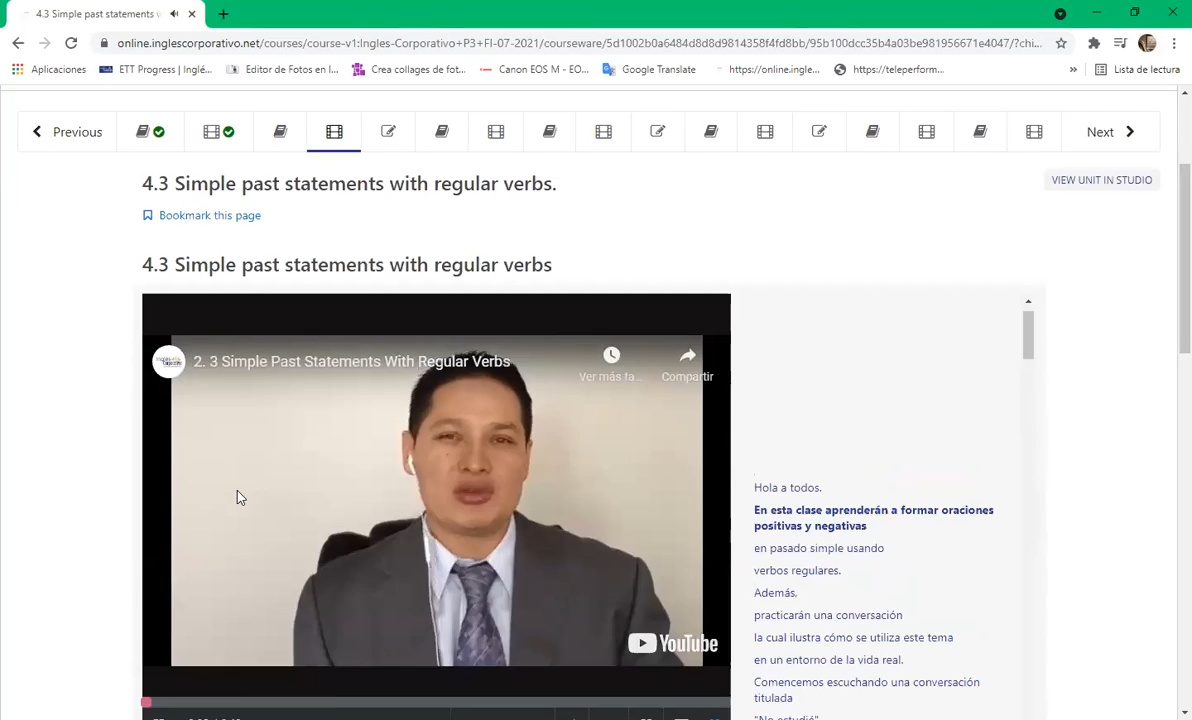 4.3 Simple past statements w
online.inglescorporativo.net/courses/course-v1:Ingles-Corporativo+P3+FI-07-2021/courseware/5d1002b0a6484d8d8d9814358f4fd8bb/95b100dcc35b4a03be981956671e4047/?chi...
Aplicaciones ETT Progress | Inglé... Editor de Fotos en l... Crea collages de fot... Canon EOS M - EO... Google Translate https://online.ingle... https://teleperform... » Lista de lectura
Previous Next
4.3 Simple past statements with regular verbs.
VIEW UNIT IN STUDIO
Bookmark this page
4.3 Simple past statements with regular verbs
2. 3 Simple Past Statements With Regular Verbs
Ver más ta... Compartir
YouTube
Hola a todos.
En esta clase aprenderán a formar oraciones
positivas y negativas
en pasado simple usando
verbos regulares.
Además,
practicarán una conversación
la cual ilustra cómo se utiliza este tema
en un entorno de la vida real.
Comencemos escuchando una conversación
titulada
"No estudió"